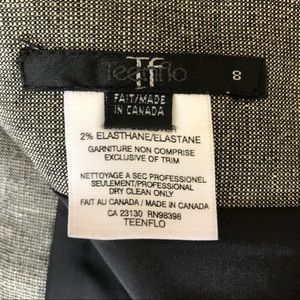 Tf
Teenflo
8
FAIT/MADE
IN CANADA
2% ELASTHANE/ELASTANE
GARNITURE NON COMPRISE
EXCLUSIVE OF TRIM
NETTOYAGE A SEC PROFESSIONEL
SEULEMENT/PROFESSIONAL
DRY CLEAN ONLY
FAIT AU CANADA / MADE IN CANADA
CA 23130 RN98398
TEENFLO